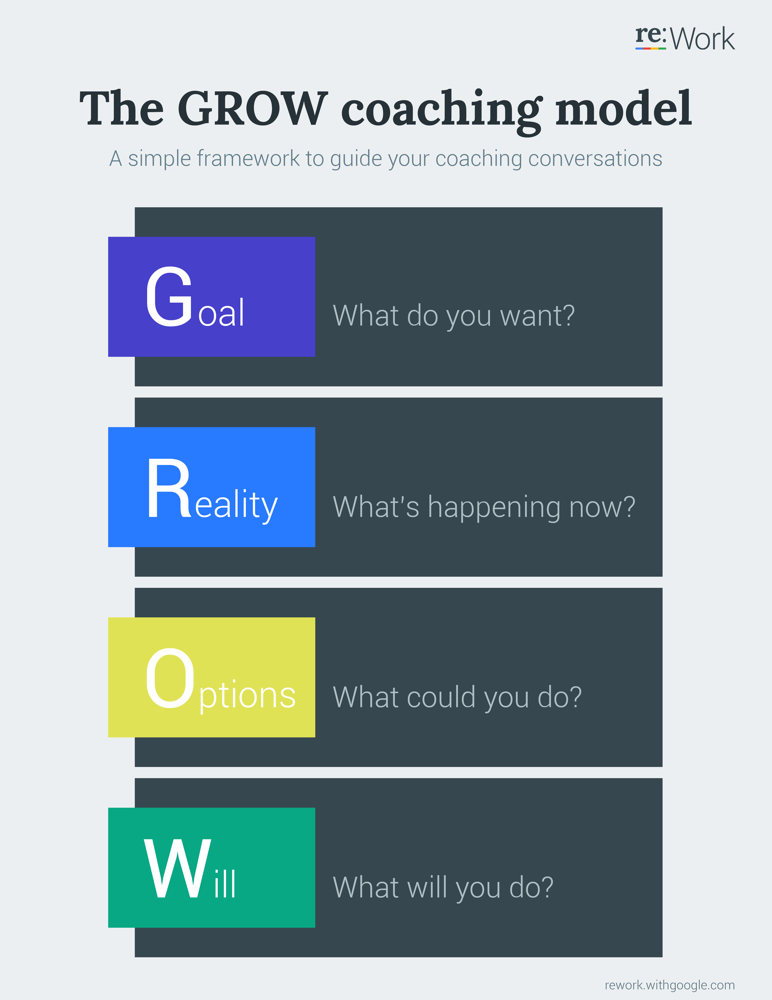 re:Work
The GROW coaching model
A simple framework to guide your coaching conversations
Goal What do you want?
Reality What's happening now?
Options What could you do?
Will What will you do?
rework.withgoogle.com